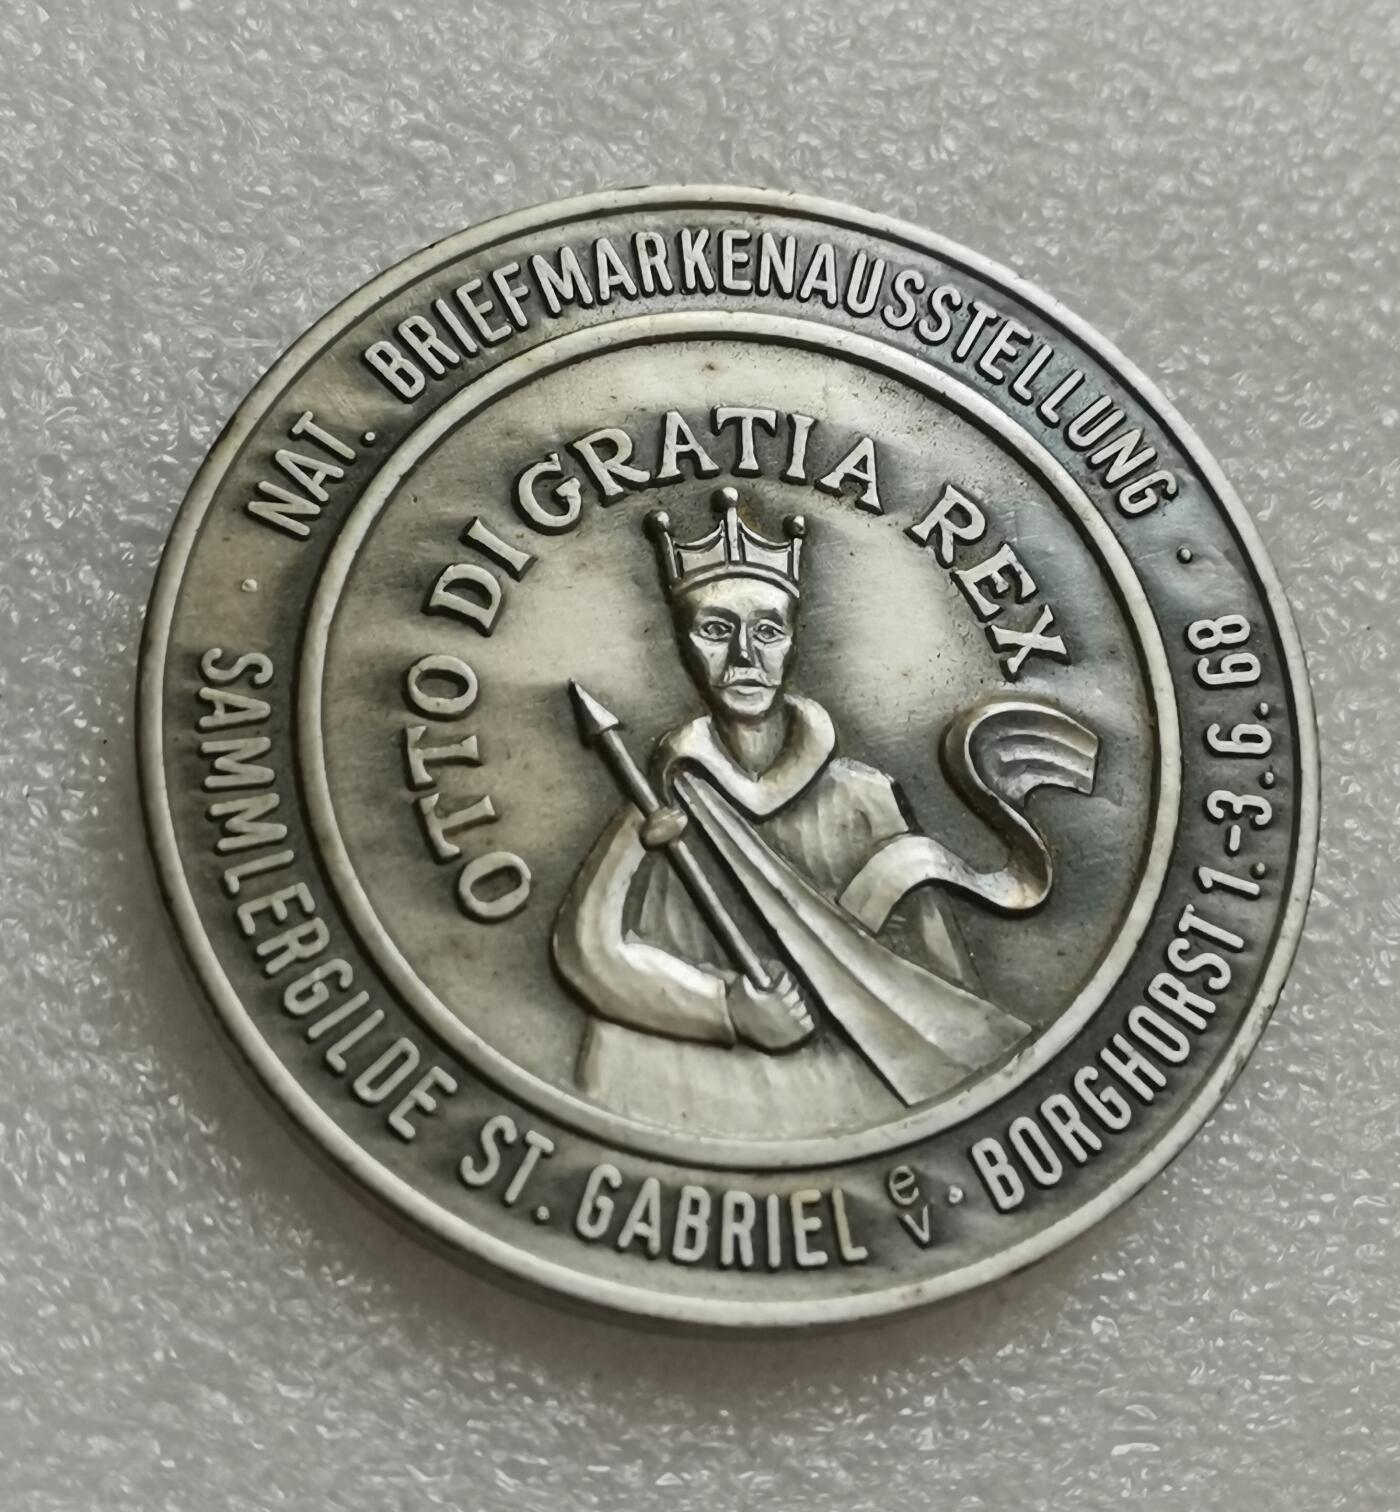 · NAT. BRIEFMARKENAUSSTELLUNG ·
SAMMLERGILDE ST. GABRIEL e.v. BORGHORST 1.-3.6.68
OTTO DI GRATIA REX